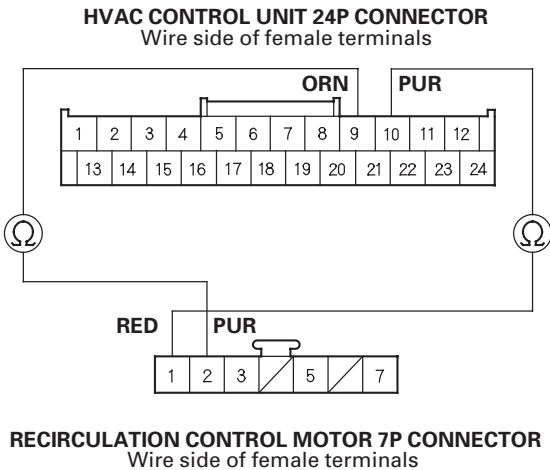 HVAC CONTROL UNIT 24P CONNECTOR
Wire side of female terminals
ORN PUR
1 2 3 4 5 6 7 8 9 10 11 12
13 14 15 16 17 18 19 20 21 22 23 24
Ω Ω
RED PUR
1 2 3 5 7
RECIRCULATION CONTROL MOTOR 7P CONNECTOR
Wire side of female terminals